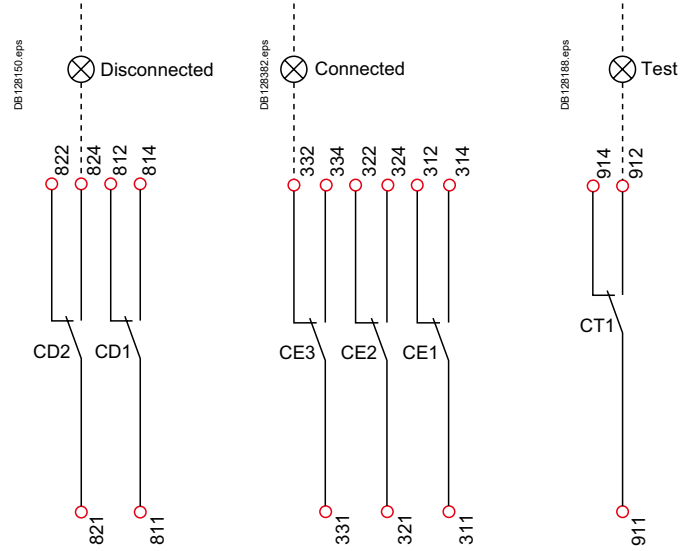 DB128150.eps
Disconnected
822
824
812
814
CD2
CD1
821
811
DB128382.eps
Connected
332
334
322
324
312
314
CE3
CE2
CE1
331
321
311
DB128188.eps
Test
914
912
CT1
911